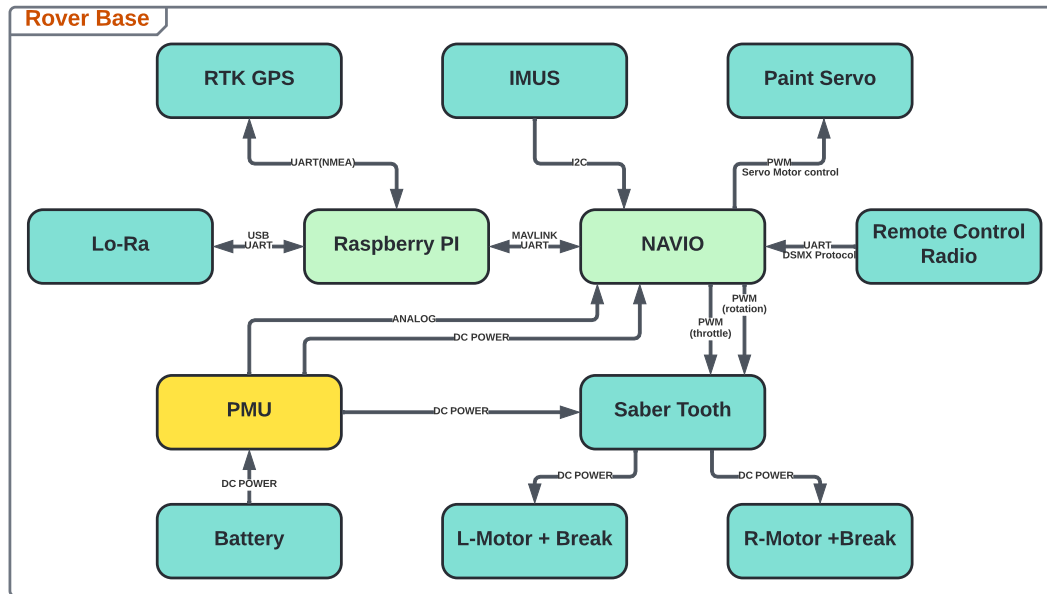 Rover Base
RTK GPS
IMUS
Paint Servo
UART(NMEA)
I2C
PWM
Servo Motor control
Lo-Ra
USB
UART
Raspberry PI
MAVLINK
UART
NAVIO
UART
DSMX Protocol
Remote Control
Radio
ANALOG
DC POWER
PWM
(throttle)
PWM
(rotation)
PMU
DC POWER
Saber Tooth
DC POWER
DC POWER
DC POWER
Battery
L-Motor + Break
R-Motor +Break